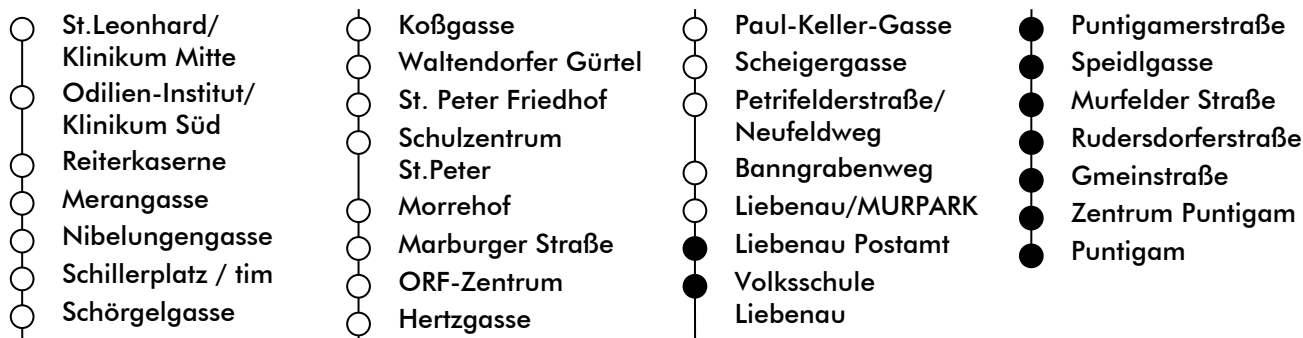 St.Leonhard/
Klinikum Mitte
Odilien-Institut/
Klinikum Süd
Reiterkaserne
Merangasse
Nibelungengasse
Schillerplatz / tim
Schörgelgasse
Koßgasse
Waltendorfer Gürtel
St. Peter Friedhof
Schulzentrum
St.Peter
Morrehof
Marburger Straße
ORF-Zentrum
Hertzgasse
Paul-Keller-Gasse
Scheigergasse
Petrifelderstraße/
Neufeldweg
Banngrabenweg
Liebenau/MURPARK
Liebenau Postamt
Volksschule
Liebenau
Puntigamerstraße
Speidlgasse
Murfelder Straße
Rudersdorferstraße
Gmeinstraße
Zentrum Puntigam
Puntigam